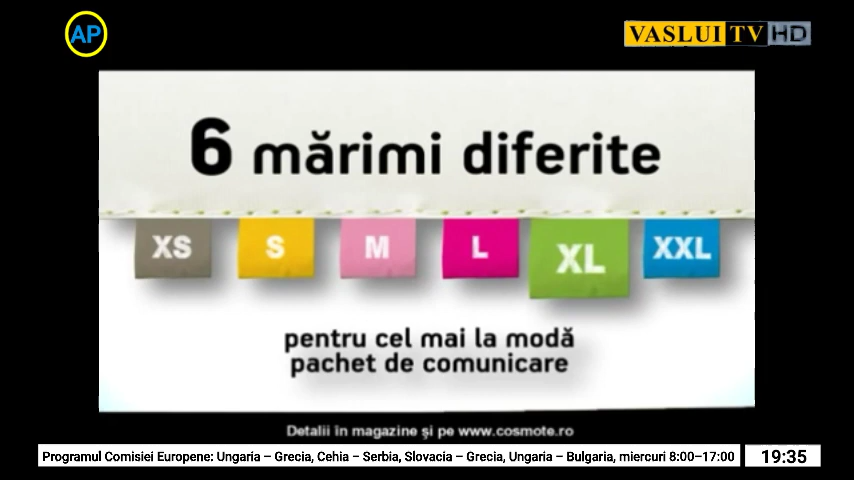 AP
VASLUI TV HD
6 mărimi diferite
XS S M L XL XXL
pentru cel mai la modă
pachet de comunicare
Detalii în magazine şi pe www.cosmote.ro
Programul Comisiei Europene: Ungaria – Grecia, Cehia – Serbia, Slovacia – Grecia, Ungaria – Bulgaria, miercuri 8:00–17:00
19:35